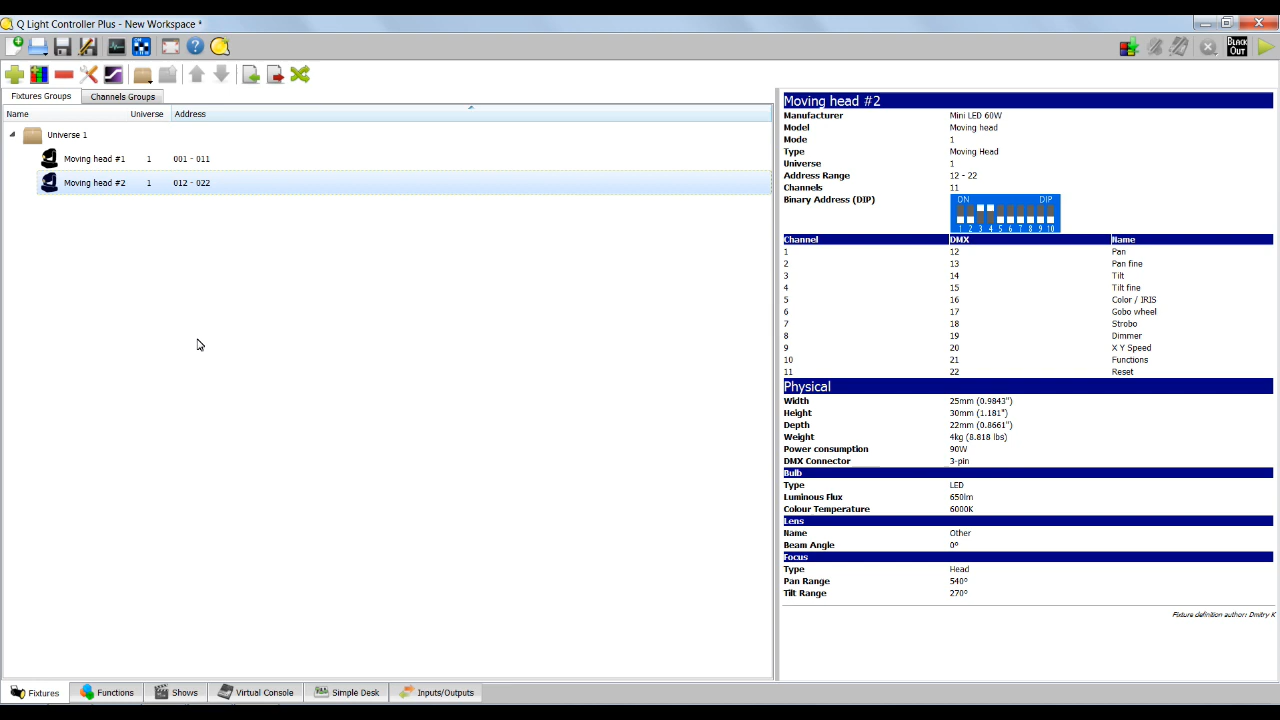 Q Light Controller Plus - New Workspace *
BLACK
OUT
Fixtures Groups Channels Groups
Name Universe Address
Universe 1
Moving head #1 1 001 - 011
Moving head #2 1 012 - 022
Moving head #2
Manufacturer Mini LED 60W
Model Moving head
Mode 1
Type Moving Head
Universe 1
Address Range 12 - 22
Channels 11
Binary Address (DIP)
ON DIP
1 2 3 4 5 6 7 8 9 10
Channel DMX Name
1 12 Pan
2 13 Pan fine
3 14 Tilt
4 15 Tilt fine
5 16 Color / IRIS
6 17 Gobo wheel
7 18 Strobo
8 19 Dimmer
9 20 X Y Speed
10 21 Functions
11 22 Reset
Physical
Width 25mm (0.9843")
Height 30mm (1.181")
Depth 22mm (0.8661")
Weight 4kg (8.818 lbs)
Power consumption 90W
DMX Connector 3-pin
Bulb
Type LED
Luminous Flux 650lm
Colour Temperature 6000K
Lens
Name Other
Beam Angle 0º
Focus
Type Head
Pan Range 540º
Tilt Range 270º
Fixture definition author: Dmitry K
Fixtures Functions Shows Virtual Console Simple Desk Inputs/Outputs